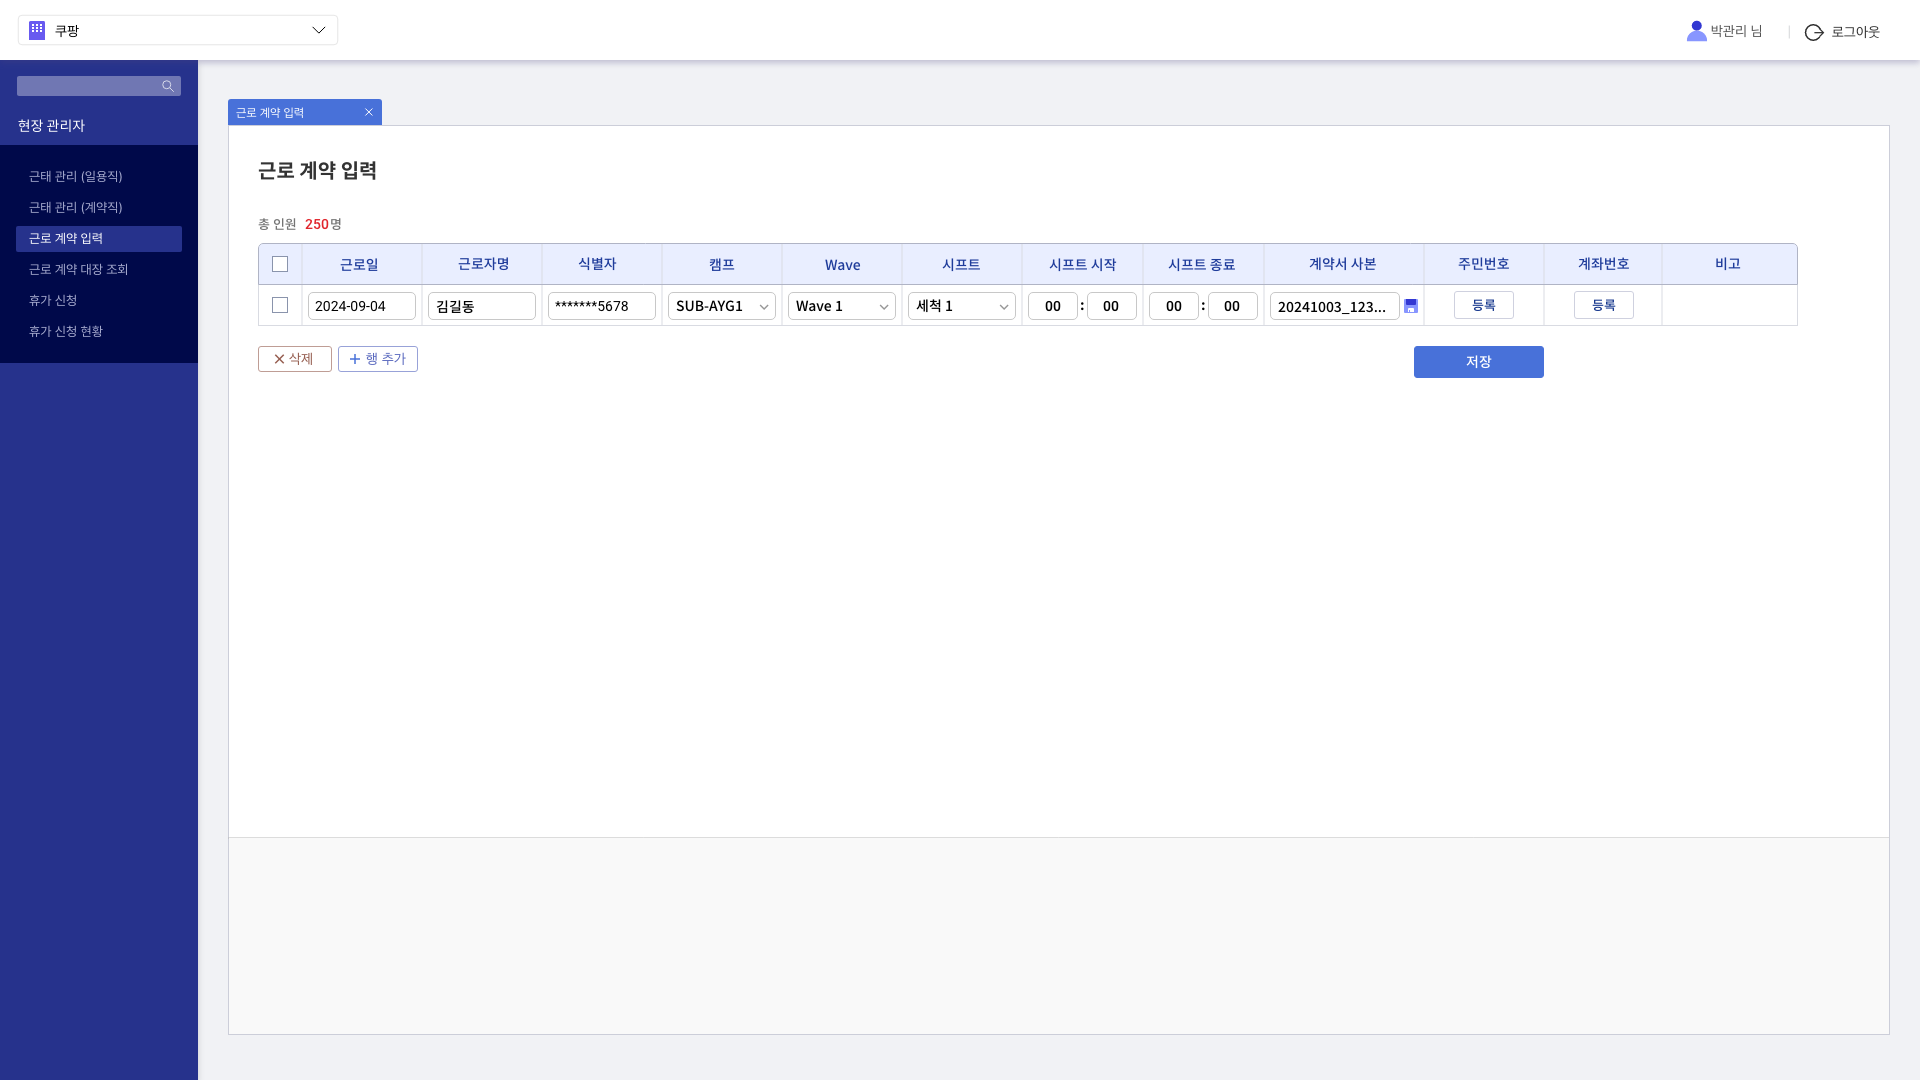 쿠팡
박관리 님
로그아웃
현장 관리자
근태 관리 (일용직)
근태 관리 (계약직)
근로 계약 입력
근로 계약 대장 조회
휴가 신청
휴가 신청 현황
근로 계약 입력
근로 계약 입력
총 인원 250명
근로일 근로자명 식별자 캠프 Wave 시프트 시프트 시작 시프트 종료 계약서 사본 주민번호 계좌번호 비고
2024-09-04 김길동 *******5678 SUB-AYG1 Wave 1 세척 1 00 : 00 00 : 00 20241003_123... 등록 등록
삭제 행 추가 저장